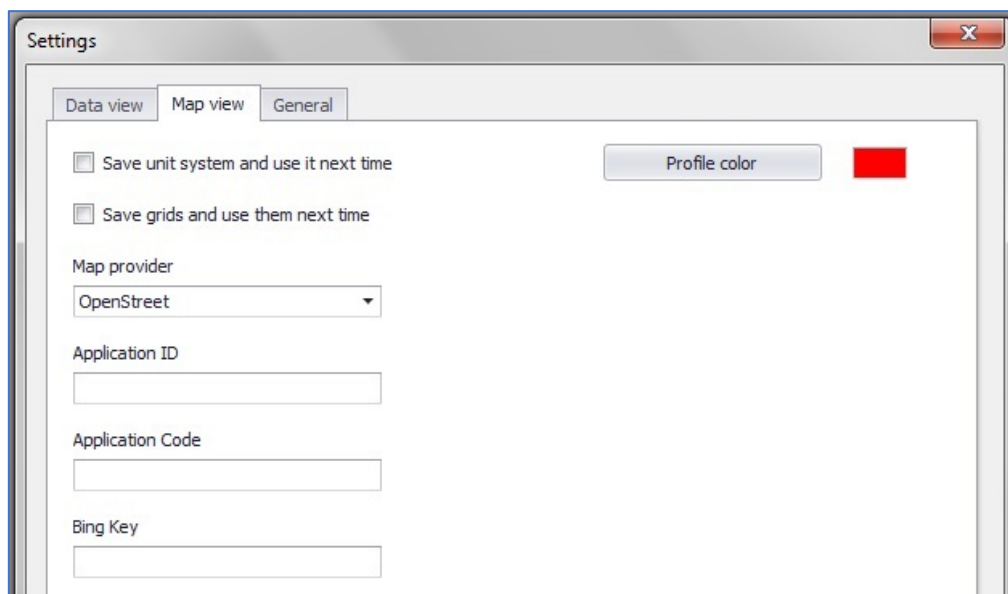 Settings
X
Data view Map view General
Save unit system and use it next time
Profile color
Save grids and use them next time
Map provider
OpenStreet
Application ID
Application Code
Bing Key